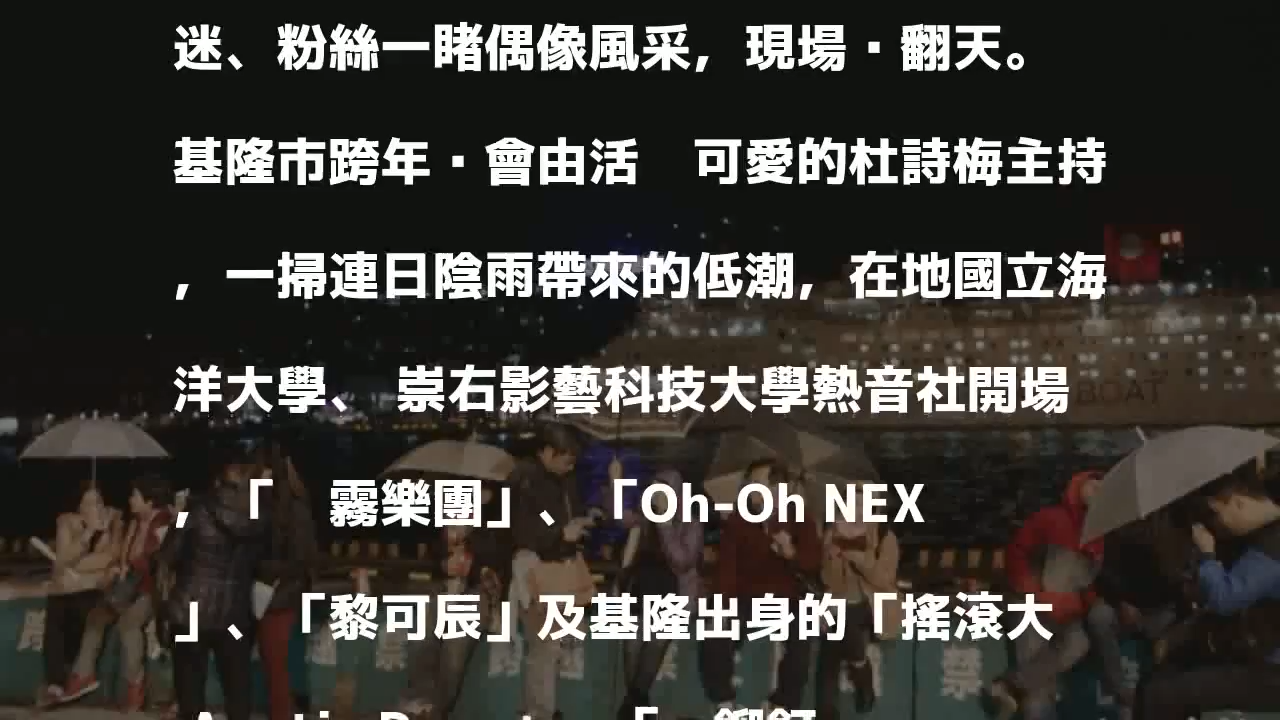 迷、粉絲一睹偶像風采，現場·翻天。
基隆市跨年·會由活　可愛的杜詩梅主持
，一掃連日陰雨帶來的低潮，在地國立海
洋大學、 崇右影藝科技大學熱音社開場
，「　霧樂團」、「Oh-Oh NEX
」、「黎可辰」及基隆出身的「搖滾大
BOAT
禁